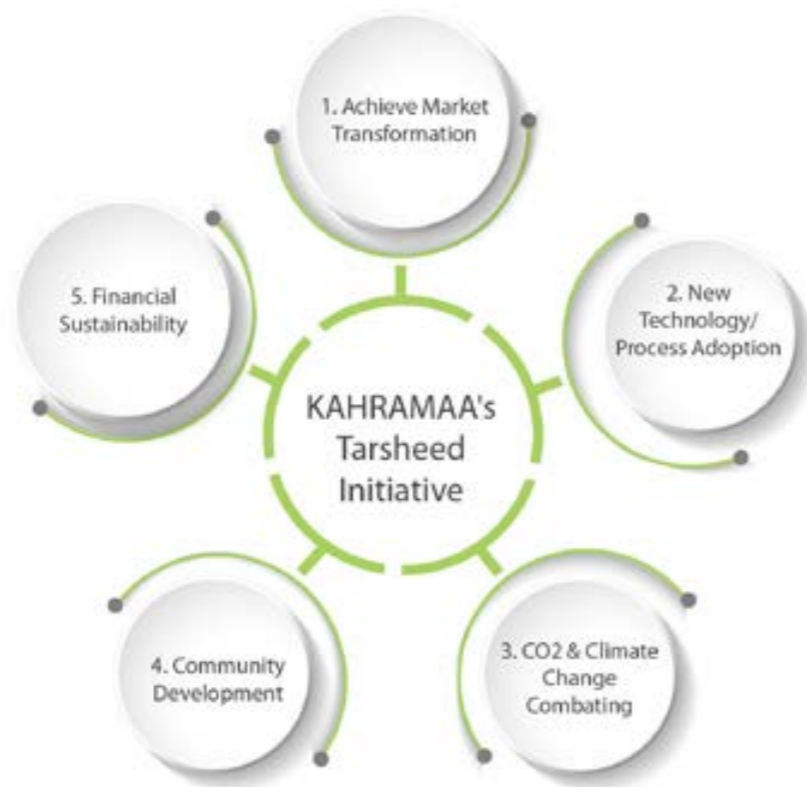 1. Achieve Market
Transformation
2. New
Technology/
Process Adoption
3. CO2 & Climate
Change
Combating
4. Community
Development
5. Financial
Sustainability
KAHRAMAA's
Tarsheed
Initiative